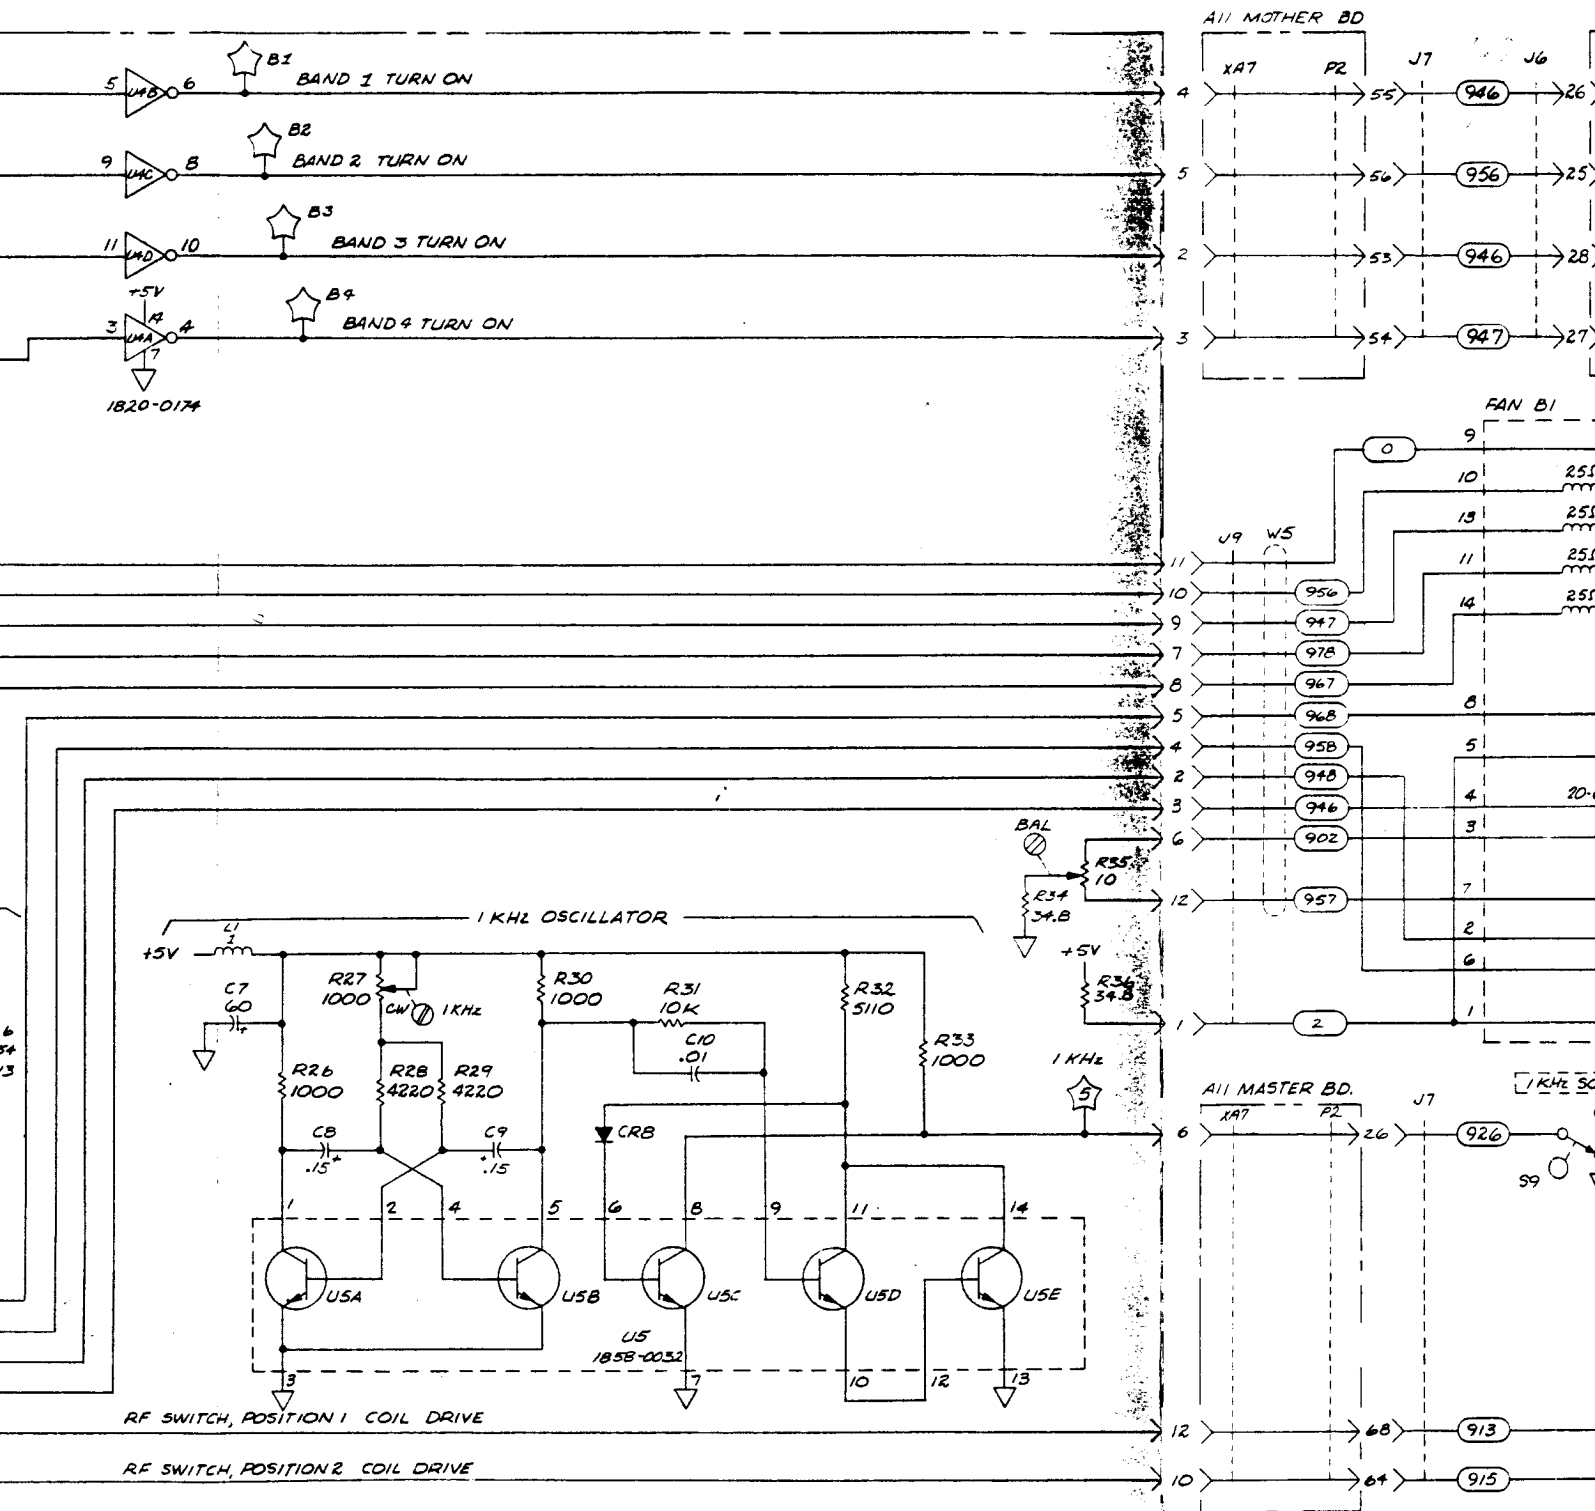 A11 MOTHER BD
XA7 P2 J7 J6
B1
BAND 1 TURN ON
5 U4B 6
4 55 946 26
B2
BAND 2 TURN ON
9 U4C 8
5 56 956 25
B3
BAND 3 TURN ON
11 U4D 10
2 53 946 28
+5V
B4
BAND 4 TURN ON
14
3 U4A 4
7
3 54 947 27
1820-0174
FAN B1
9
0
10
13
11
14
J9 W5
11
10 956
9 947
7 978
8 967
5 968 8
4 958 5
2 948
3 946 4
6 902 3
12 957 7
2
6
BAL
R35
10
R34
34.8
+5V
R36
34.8
1 2 1
1 KHZ OSCILLATOR
L1
1
+5V
C7
60
+
R27
1000
CW 1KHz
R30
1000
R31
10K
C10
.01
R32
5110
R33
1000
R26
1000
R28
4220
R29
4220
1 KHz
5
C8
.15+
C9
+.15
CR8
A11 MASTER BD.
XA7 P2 J7
1 KHz
6 26 926
S9
1 2 4 5 6 8 9 11 14
U5A U5B U5C U5D U5E
U5
1858-0032
3 7 10 12 13
RF SWITCH, POSITION 1 COIL DRIVE
12 68 913
RF SWITCH, POSITION 2 COIL DRIVE
10 64 915